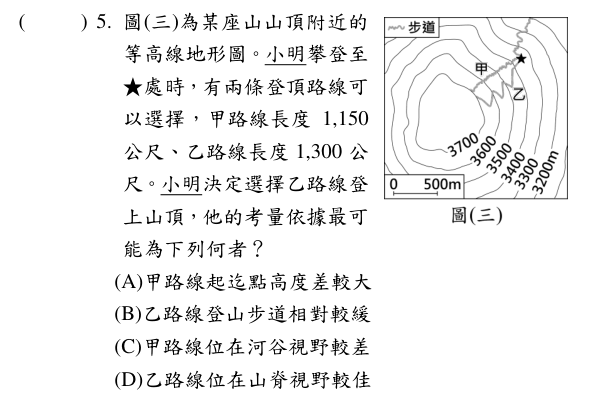 (　　) 5. 圖(三)為某座山山頂附近的
等高線地形圖。小明攀登至
★處時，有兩條登頂路線可
以選擇，甲路線長度 1,150
公尺、乙路線長度 1,300 公
尺。小明決定選擇乙路線登
上山頂，他的考量依據最可
能為下列何者？
(A)甲路線起迄點高度差較大
(B)乙路線登山步道相對較緩
(C)甲路線位在河谷視野較差
(D)乙路線位在山脊視野較佳
步道
甲
乙
3700
3600
3500
3400
3300
3200m
0 500m
圖(三)